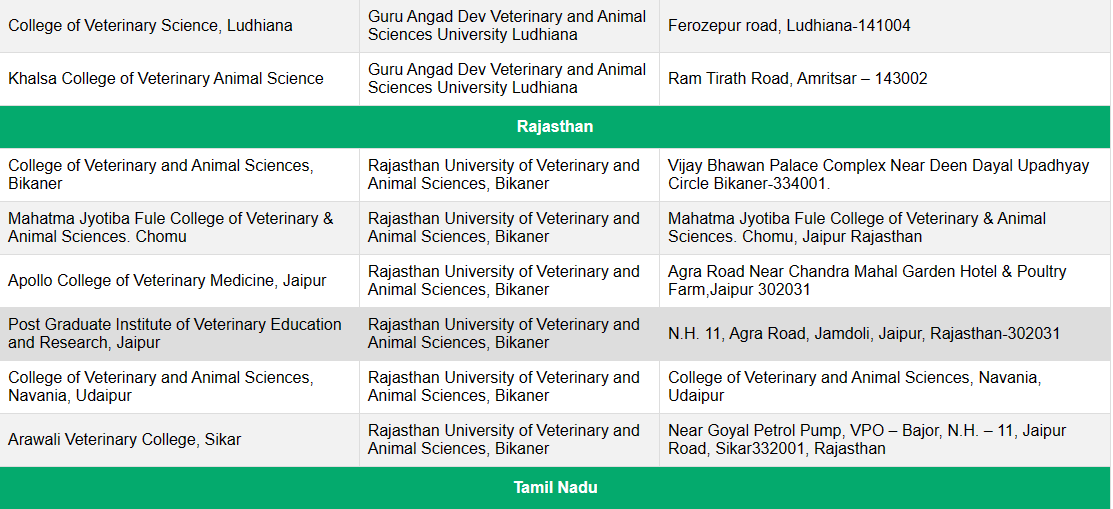 College of Veterinary Science, Ludhiana
Guru Angad Dev Veterinary and Animal
Sciences University Ludhiana
Ferozepur road, Ludhiana-141004
Khalsa College of Veterinary Animal Science
Guru Angad Dev Veterinary and Animal
Sciences University Ludhiana
Ram Tirath Road, Amritsar – 143002
Rajasthan
College of Veterinary and Animal Sciences,
Bikaner
Rajasthan University of Veterinary and
Animal Sciences, Bikaner
Vijay Bhawan Palace Complex Near Deen Dayal Upadhyay
Circle Bikaner-334001.
Mahatma Jyotiba Fule College of Veterinary &
Animal Sciences. Chomu
Rajasthan University of Veterinary and
Animal Sciences, Bikaner
Mahatma Jyotiba Fule College of Veterinary & Animal
Sciences. Chomu, Jaipur Rajasthan
Apollo College of Veterinary Medicine, Jaipur
Rajasthan University of Veterinary and
Animal Sciences, Bikaner
Agra Road Near Chandra Mahal Garden Hotel & Poultry
Farm,Jaipur 302031
Post Graduate Institute of Veterinary Education
and Research, Jaipur
Rajasthan University of Veterinary and
Animal Sciences, Bikaner
N.H. 11, Agra Road, Jamdoli, Jaipur, Rajasthan-302031
College of Veterinary and Animal Sciences,
Navania, Udaipur
Rajasthan University of Veterinary and
Animal Sciences, Bikaner
College of Veterinary and Animal Sciences, Navania,
Udaipur
Arawali Veterinary College, Sikar
Rajasthan University of Veterinary and
Animal Sciences, Bikaner
Near Goyal Petrol Pump, VPO – Bajor, N.H. – 11, Jaipur
Road, Sikar332001, Rajasthan
Tamil Nadu